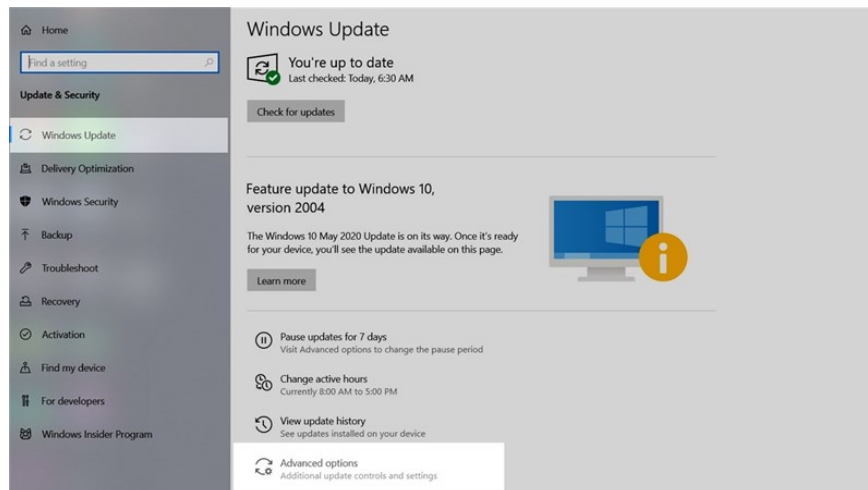 Home
Find a setting
Update & Security
Windows Update
Delivery Optimization
Windows Security
Backup
Troubleshoot
Recovery
Activation
Find my device
For developers
Windows Insider Program
Windows Update
You're up to date
Last checked: Today, 6:30 AM
Check for updates
Feature update to Windows 10,
version 2004
The Windows 10 May 2020 Update is on its way. Once it's ready
for your device, you'll see the update available on this page.
Learn more
Pause updates for 7 days
Visit Advanced options to change the pause period
Change active hours
Currently 8:00 AM to 5:00 PM
View update history
See updates installed on your device
Advanced options
Additional update controls and settings